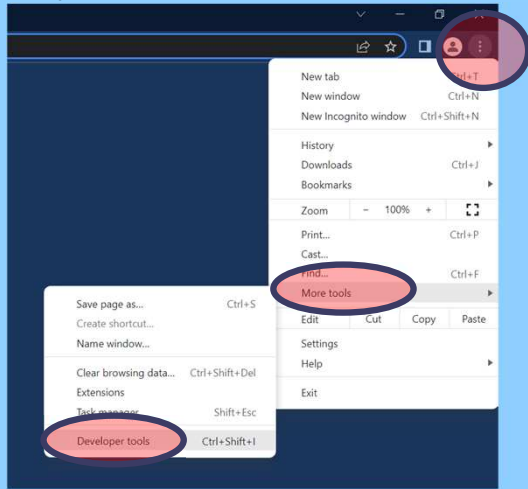 New tab Ctrl+T
New window Ctrl+N
New Incognito window Ctrl+Shift+N
History
Downloads Ctrl+J
Bookmarks
Zoom - 100% +
Print... Ctrl+P
Cast...
Find... Ctrl+F
More tools
Edit Cut Copy Paste
Settings
Help
Exit
Save page as... Ctrl+S
Create shortcut...
Name window...
Clear browsing data... Ctrl+Shift+Del
Extensions
Task manager Shift+Esc
Developer tools Ctrl+Shift+I